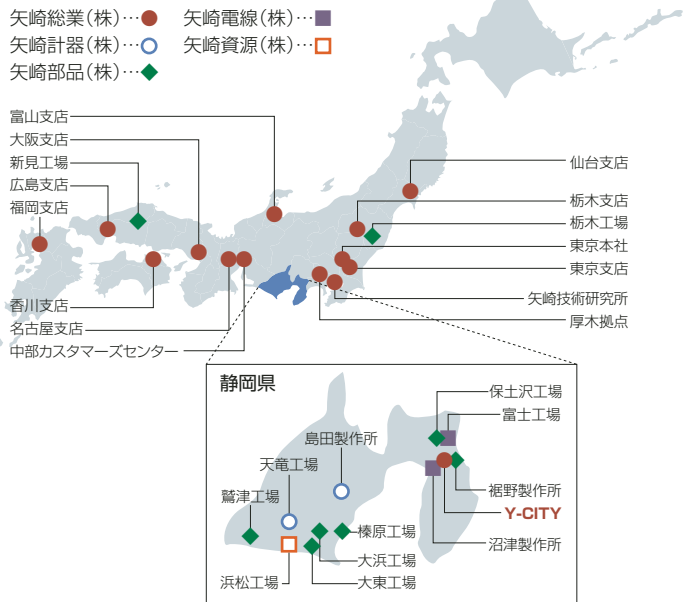 矢崎総業(株)…
矢崎電線(株)…
矢崎計器(株)…
矢崎資源(株)…
矢崎部品(株)…
富山支店
大阪支店
新見工場
広島支店
福岡支店
香川支店
名古屋支店
中部カスタマーズセンター
仙台支店
栃木支店
栃木工場
東京本社
東京支店
矢崎技術研究所
厚木拠点
静岡県
保土沢工場
富士工場
島田製作所
天竜工場
鷲津工場
裾野製作所
Y-CITY
沼津製作所
榛原工場
大浜工場
大東工場
浜松工場